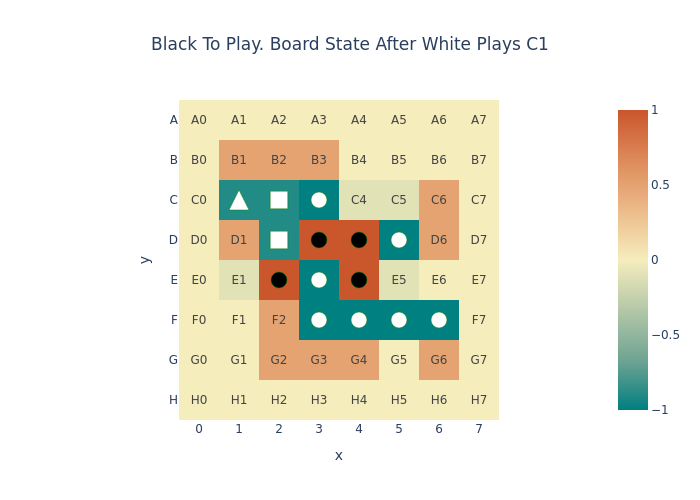 Black To Play. Board State After White Plays C1
A A0 A1 A2 A3 A4 A5 A6 A7
B B0 B1 B2 B3 B4 B5 B6 B7
C C0 C4 C5 C6 C7
D D0 D1 D6 D7
E E0 E1 E5 E6 E7
F F0 F1 F2 F7
G G0 G1 G2 G3 G4 G5 G6 G7
H H0 H1 H2 H3 H4 H5 H6 H7
0 1 2 3 4 5 6 7
x
y
1
0.5
0
−0.5
−1